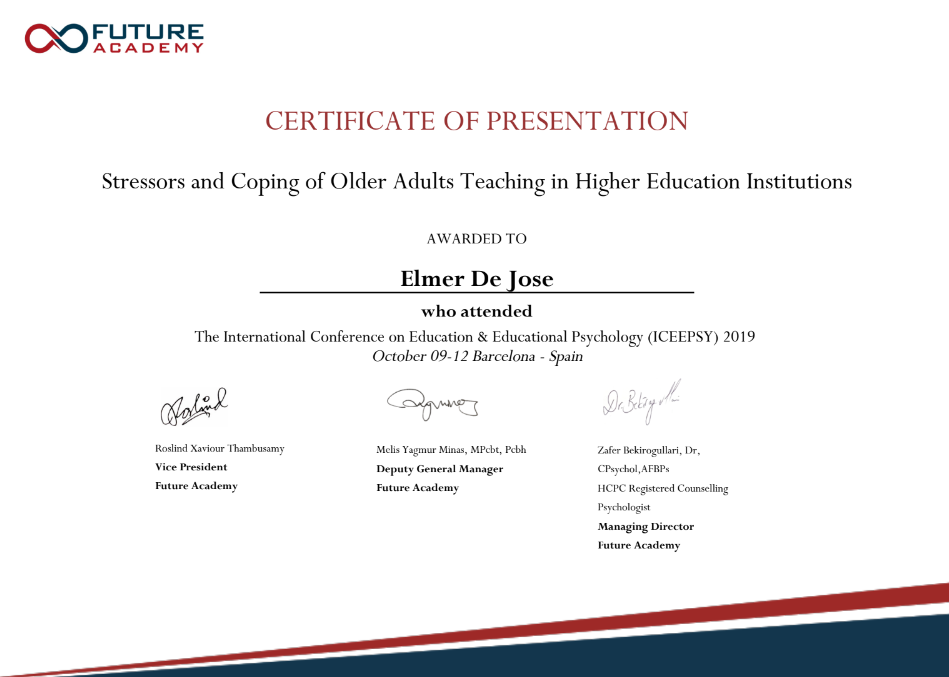 FUTURE
ACADEMY
CERTIFICATE OF PRESENTATION
Stressors and Coping of Older Adults Teaching in Higher Education Institutions
AWARDED TO
Elmer De Jose
who attended
The International Conference on Education & Educational Psychology (ICEEPSY) 2019
October 09-12 Barcelona - Spain
Roslind
Roslind Xaviour Thambusamy
Vice President
Future Academy
Melis Yagmur Minas, MPcbt, Pcbh
Deputy General Manager
Future Academy
Zafer Bekirogullari, Dr,
CPsychol,AFBPs
HCPC Registered Counselling
Psychologist
Managing Director
Future Academy